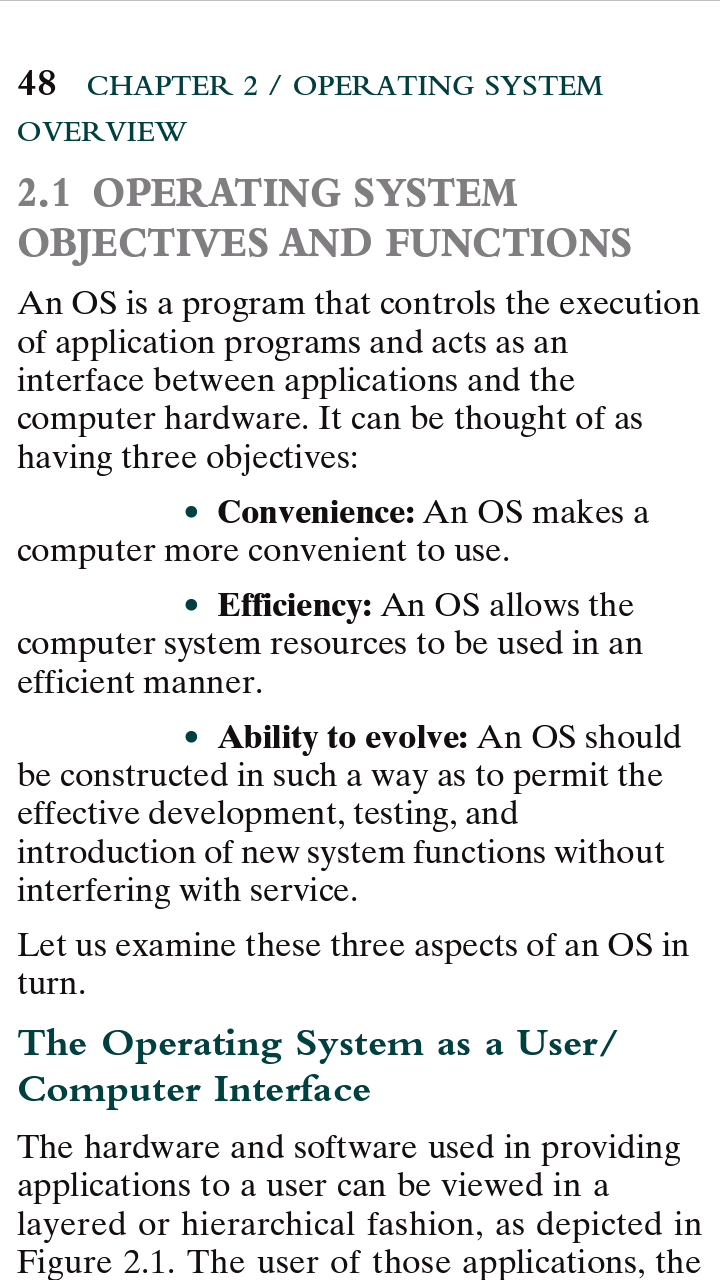 48 CHAPTER 2 / OPERATING SYSTEM
OVERVIEW
2.1 OPERATING SYSTEM
OBJECTIVES AND FUNCTIONS
An OS is a program that controls the execution
of application programs and acts as an
interface between applications and the
computer hardware. It can be thought of as
having three objectives:
• Convenience: An OS makes a
computer more convenient to use.
• Efficiency: An OS allows the
computer system resources to be used in an
efficient manner.
• Ability to evolve: An OS should
be constructed in such a way as to permit the
effective development, testing, and
introduction of new system functions without
interfering with service.
Let us examine these three aspects of an OS in
turn.
The Operating System as a User/
Computer Interface
The hardware and software used in providing
applications to a user can be viewed in a
layered or hierarchical fashion, as depicted in
Figure 2.1. The user of those applications, the